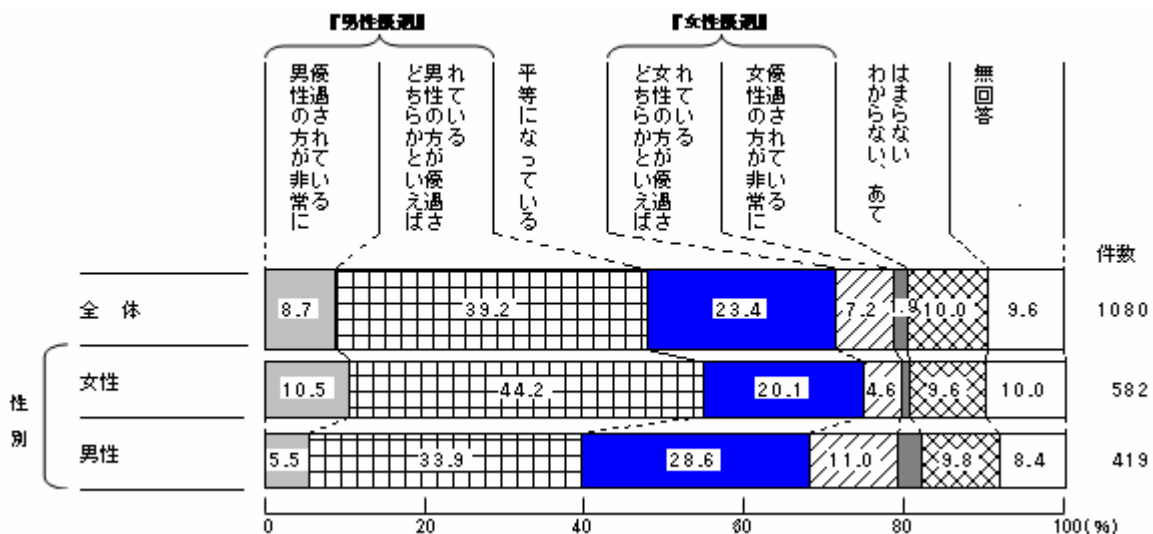 『男性優遇』
『女性優遇』
男性の方が非常に
優遇されている
どちらかといえば
男性の方が優遇さ
れている
平等になっている
どちらかといえば
女性の方が優遇さ
れている
女性の方が非常に
優遇されている
わからない、あて
はまらない
無回答
件数
全 体
8.7
39.2
23.4
7.2
1.9
10.0
9.6
1080
性別
女性
10.5
44.2
20.1
4.6
9.6
10.0
582
男性
5.5
33.9
28.6
11.0
9.8
8.4
419
0
20
40
60
80
100(%)